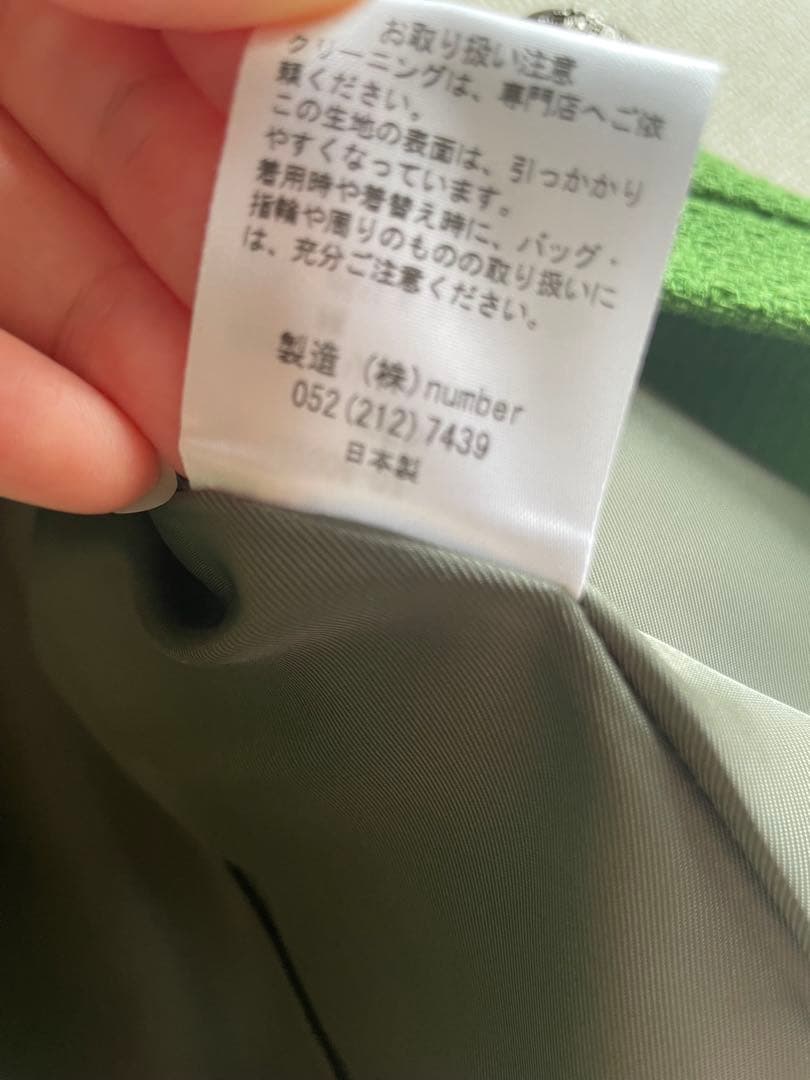 お取り扱い注意
クリーニングは、専門店へご依
頼ください。
この生地の表面は、引っかかり
やすくなっています。
着用時や着替え時に、バッグ・
指輪や周りのものの取り扱いに
は、充分ご注意ください。
製造 (株)number
052(212)7439
日本製